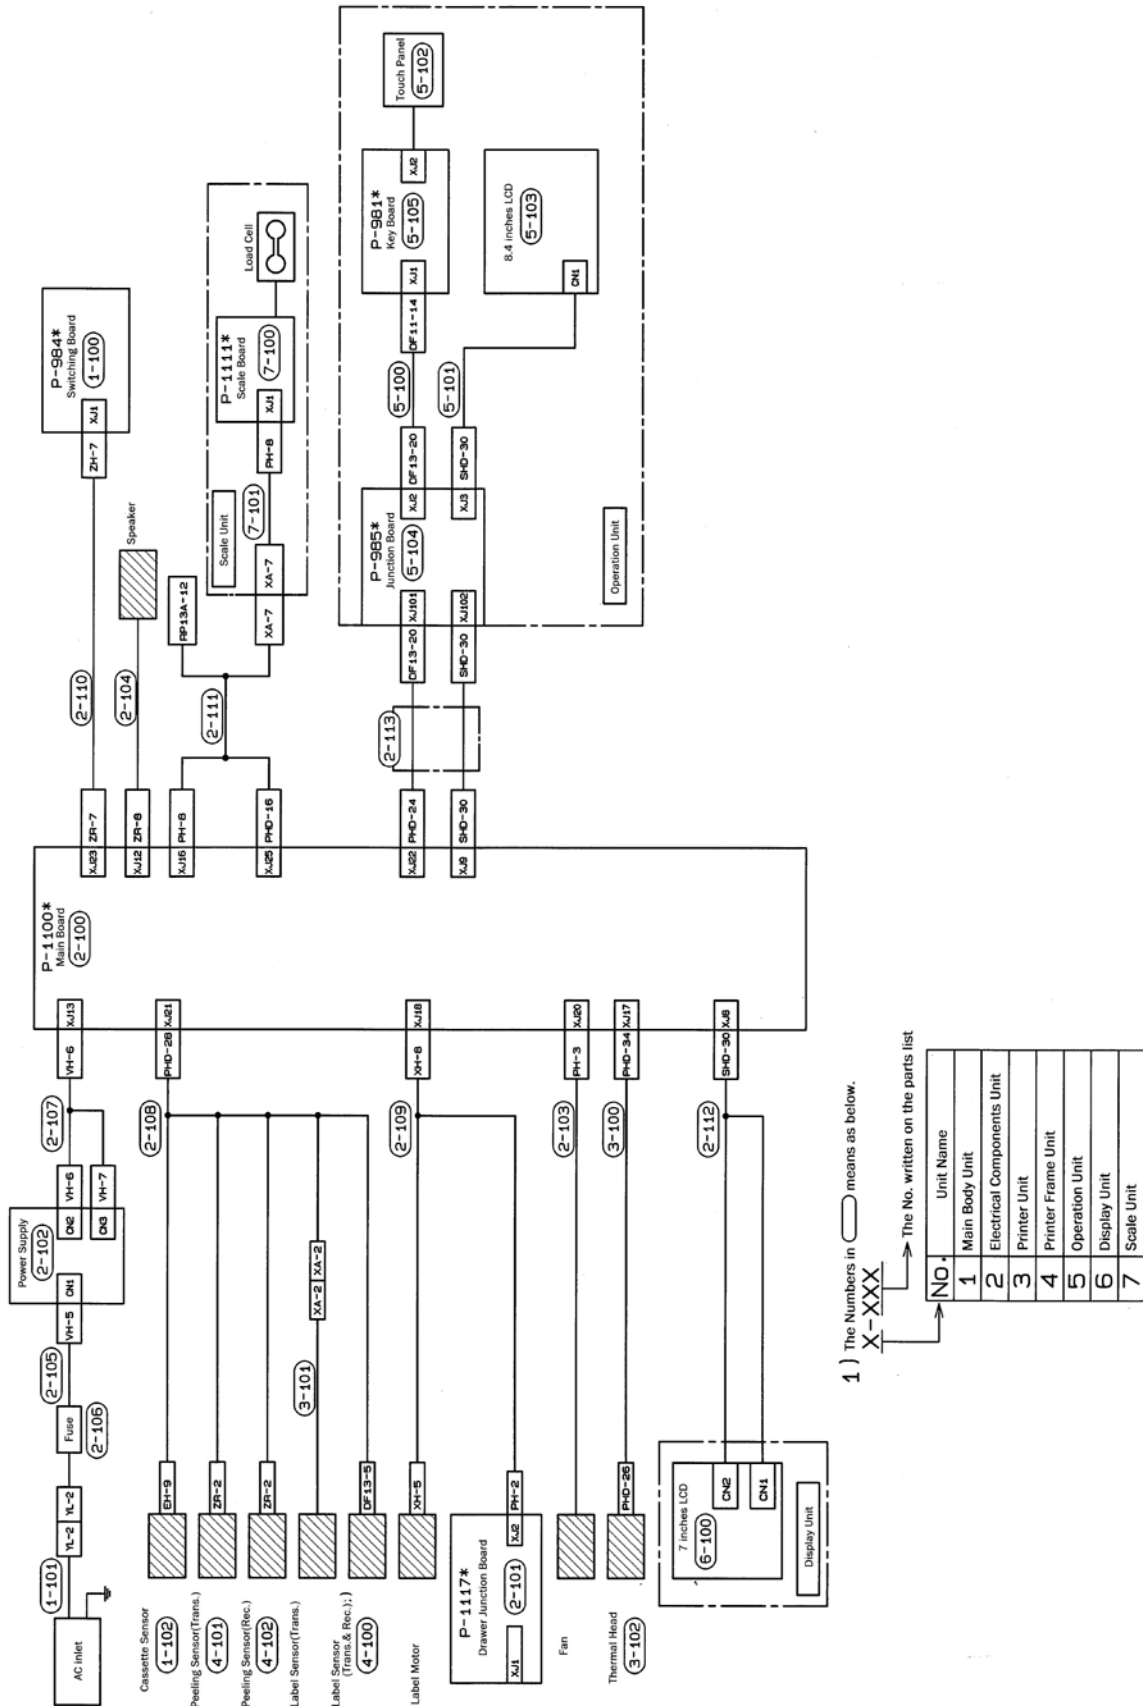 AC inlet
1-101
YL-2
YL-2
Fuse
2-106
2-105
VH-5
CN1
Power Supply
2-102
CN2
VH-6
CN3
VH-7
2-107
VH-6
XJ13
P-1100*
Main Board
2-100
Cassette Sensor
1-102
EH-9
Peeling Sensor(Trans.)
4-101
ZR-2
Peeling Sensor(Rec.)
4-102
ZR-2
Label Sensor(Trans.)
3-101
XA-2
XA-2
Label Sensor
(Trans.& Rec.);)
4-100
DF13-5
2-108
PHD-28
XJ21
Label Motor
XH-5
2-109
XH-8
XJ18
P-1117*
Drawer Junction Board
2-101
XJ1
XJ2
PH-2
Fan
2-103
PH-3
XJ20
Thermal Head
3-102
PHD-26
3-100
PHD-34
XJ17
7 inches LCD
6-100
CN2
CN1
Display Unit
2-112
SHD-30
XJ8
XJ23
ZR-7
2-110
ZH-7
XJ1
P-984*
Switching Board
1-100
XJ12
ZR-8
2-104
Speaker
XJ16
PH-8
XJ25
PHD-16
2-111
RP13A-12
XA-7
XA-7
Scale Unit
7-101
PH-8
XJ1
P-1111*
Scale Board
7-100
Load Cell
XJ22
PHD-24
2-113
DF13-20
XJ101
XJ9
SHD-30
SHD-30
XJ102
P-985*
Junction Board
5-104
XJ2
DF13-20
XJ3
SHD-30
5-100
5-101
DF11-14
XJ1
P-981*
Key Board
5-105
XJ2
Touch Panel
5-102
8.4 inches LCD
5-103
CN1
Operation Unit
1) The Numbers in means as below.
X-XXX
The No. written on the parts list
No. Unit Name
1 Main Body Unit
2 Electrical Components Unit
3 Printer Unit
4 Printer Frame Unit
5 Operation Unit
6 Display Unit
7 Scale Unit